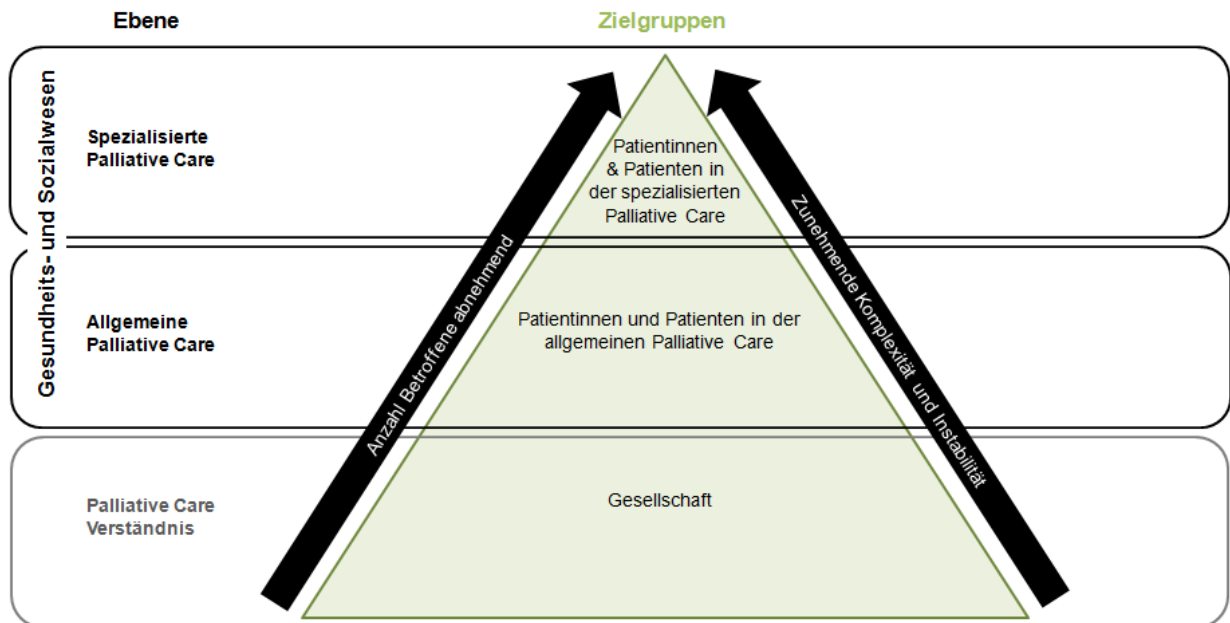 Ebene
Zielgruppen
Gesundheits- und Sozialwesen
Spezialisierte
Palliative Care
Patientinnen
& Patienten in
der spezialisierten
Palliative Care
Anzahl Betroffene abnehmend
Zunehmende Komplexität und Instabilität
Allgemeine
Palliative Care
Patientinnen und Patienten in der
allgemeinen Palliative Care
Palliative Care
Verständnis
Gesellschaft